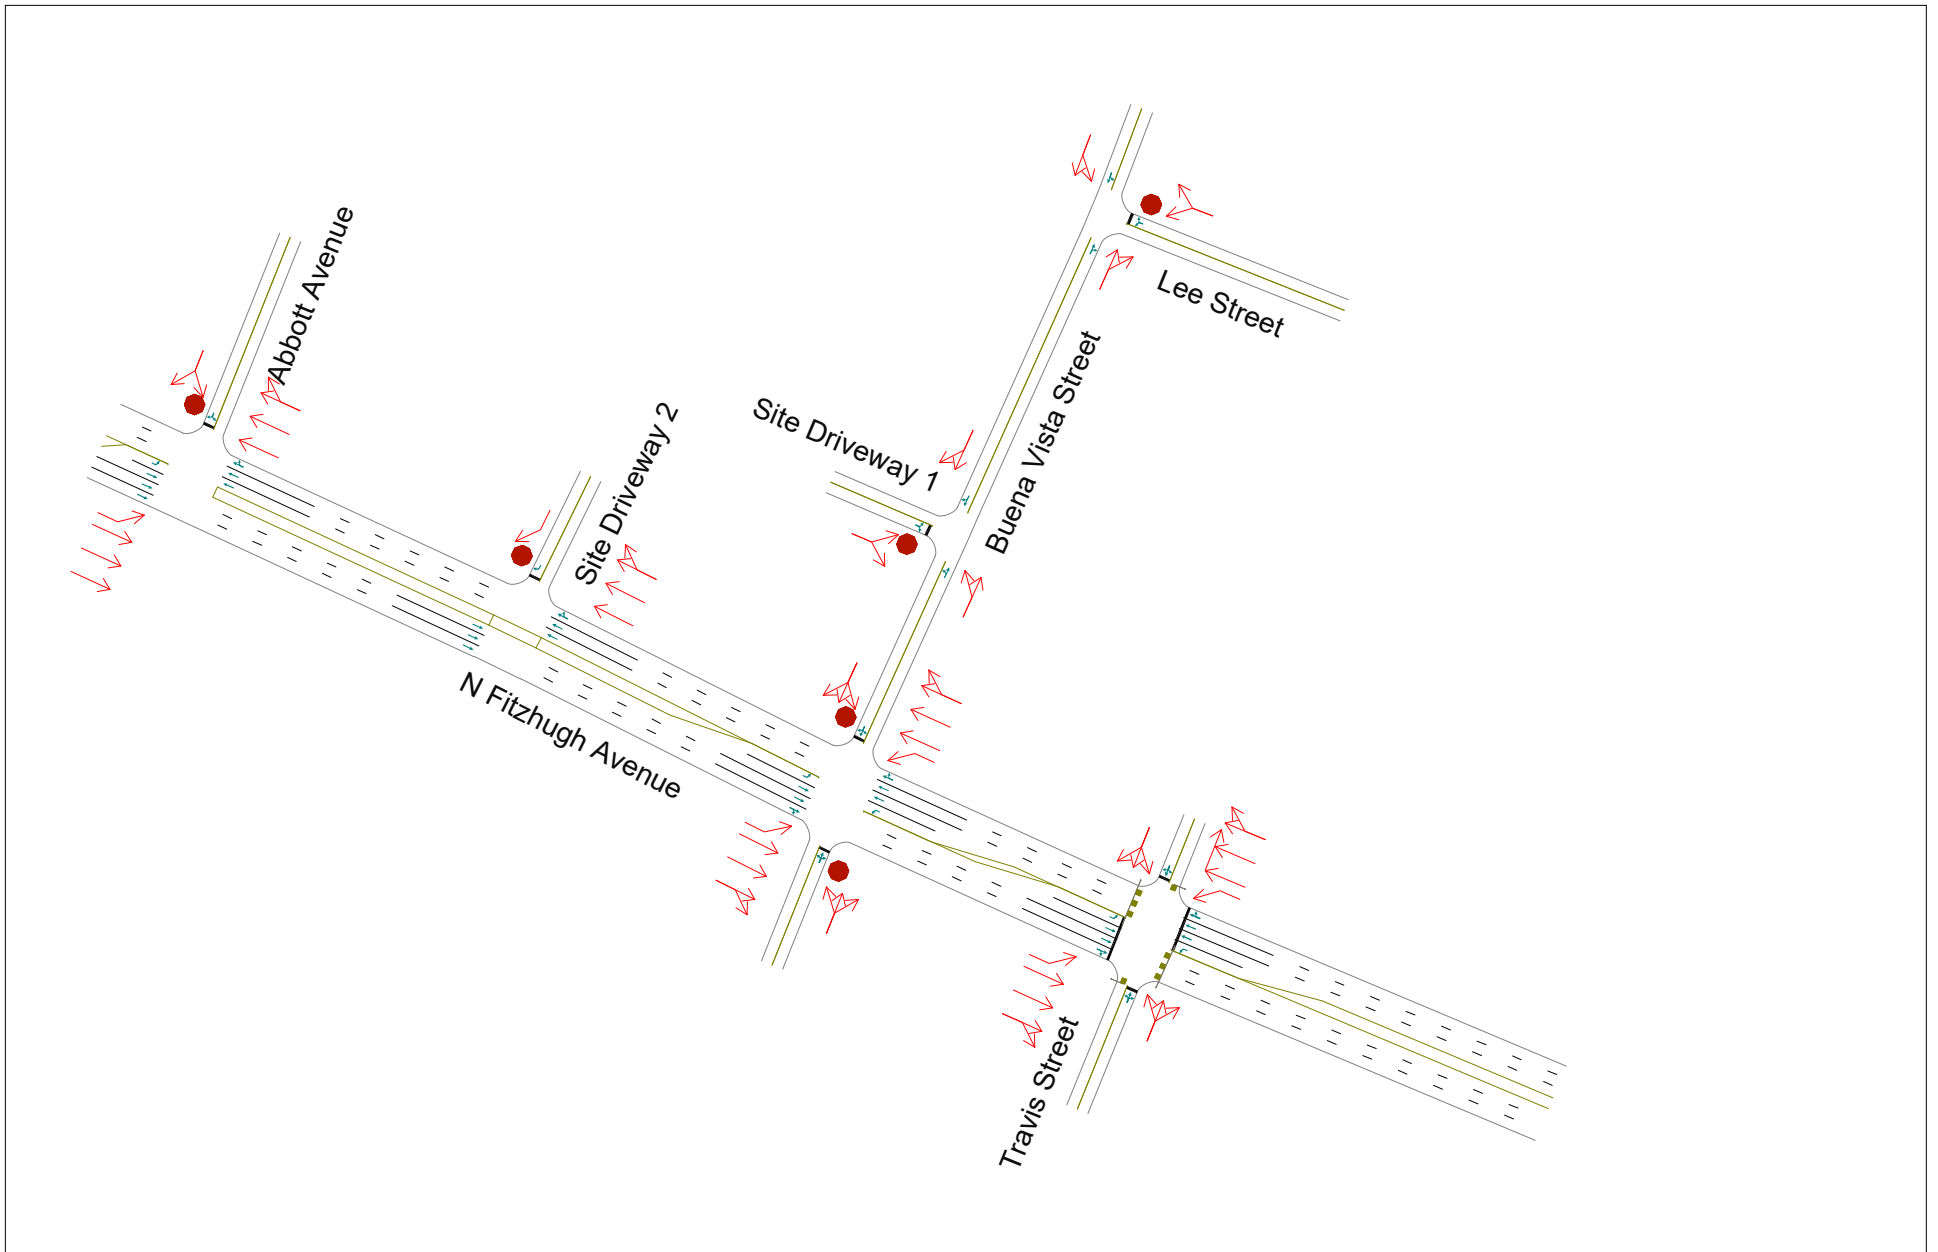 Abbott Avenue
Lee Street
Buena Vista Street
Site Driveway 1
Site Driveway 2
N Fitzhugh Avenue
Travis Street